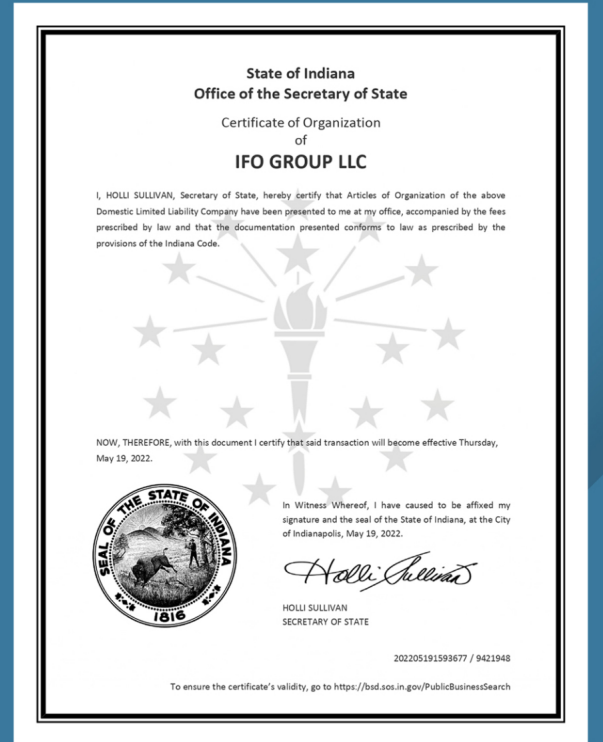 State of Indiana
Office of the Secretary of State
Certificate of Organization
of
IFO GROUP LLC
I, HOLLI SULLIVAN, Secretary of State, hereby certify that Articles of Organization of the above
Domestic Limited Liability Company have been presented to me at my office, accompanied by the fees
prescribed by law and that the documentation presented conforms to law as prescribed by the
provisions of the Indiana Code.
NOW, THEREFORE, with this document I certify that said transaction will become effective Thursday,
May 19, 2022.
SEAL OF THE STATE OF INDIANA
1816
In Witness Whereof, I have caused to be affixed my
signature and the seal of the State of Indiana, at the City
of Indianapolis, May 19, 2022.
Holli Sullivan
HOLLI SULLIVAN
SECRETARY OF STATE
202205191593677 / 9421948
To ensure the certificate's validity, go to https://bsd.sos.in.gov/PublicBusinessSearch